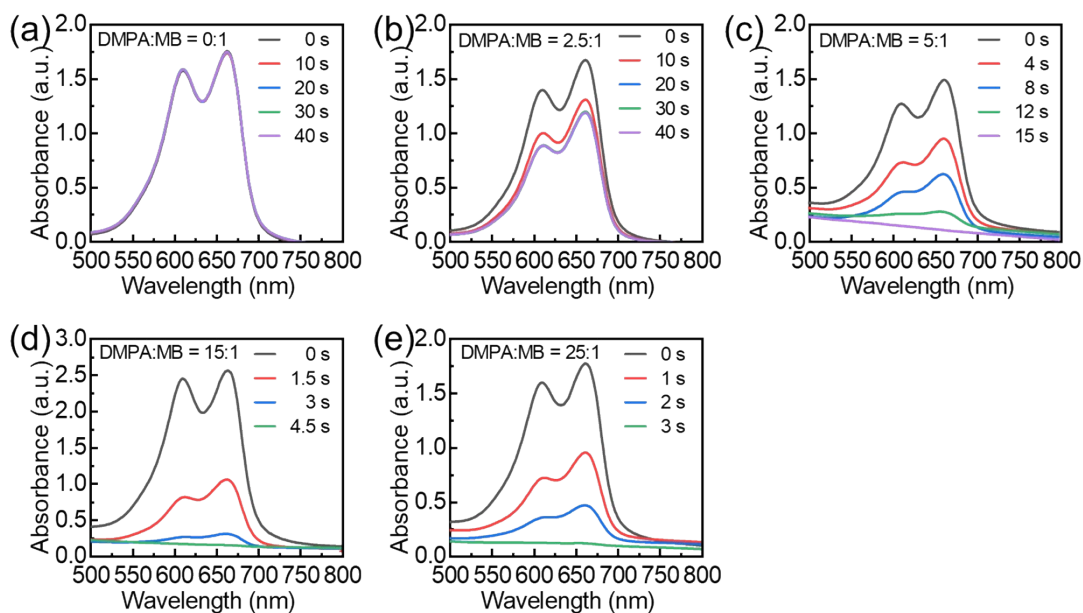 (a)
DMPA:MB = 0:1
0 s
10 s
20 s
30 s
40 s
2.0
1.5
1.0
0.5
0.0
Absorbance (a.u.)
500 550 600 650 700 750 800
Wavelength (nm)
(b)
DMPA:MB = 2.5:1
0 s
10 s
20 s
30 s
40 s
2.0
1.5
1.0
0.5
0.0
Absorbance (a.u.)
500 550 600 650 700 750 800
Wavelength (nm)
(c)
DMPA:MB = 5:1
0 s
4 s
8 s
12 s
15 s
2.0
1.5
1.0
0.5
0.0
Absorbance (a.u.)
500 550 600 650 700 750 800
Wavelength (nm)
(d)
DMPA:MB = 15:1
0 s
1.5 s
3 s
4.5 s
3.0
2.5
2.0
1.5
1.0
0.5
0.0
Absorbance (a.u.)
500 550 600 650 700 750 800
Wavelength (nm)
(e)
DMPA:MB = 25:1
0 s
1 s
2 s
3 s
2.0
1.5
1.0
0.5
0.0
Absorbance (a.u.)
500 550 600 650 700 750 800
Wavelength (nm)